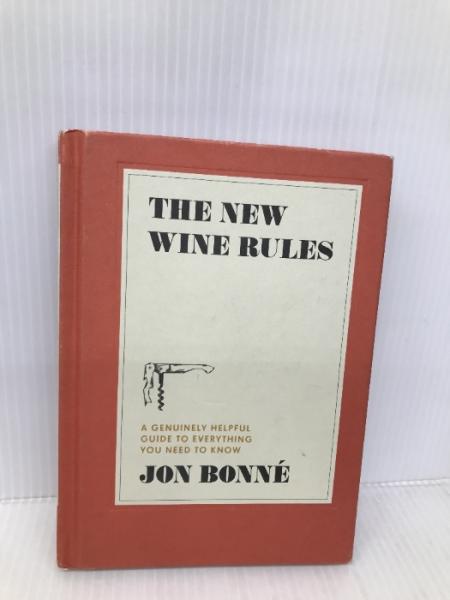 THE NEW
WINE RULES
A GENUINELY HELPFUL
GUIDE TO EVERYTHING
YOU NEED TO KNOW
JON BONNÉ